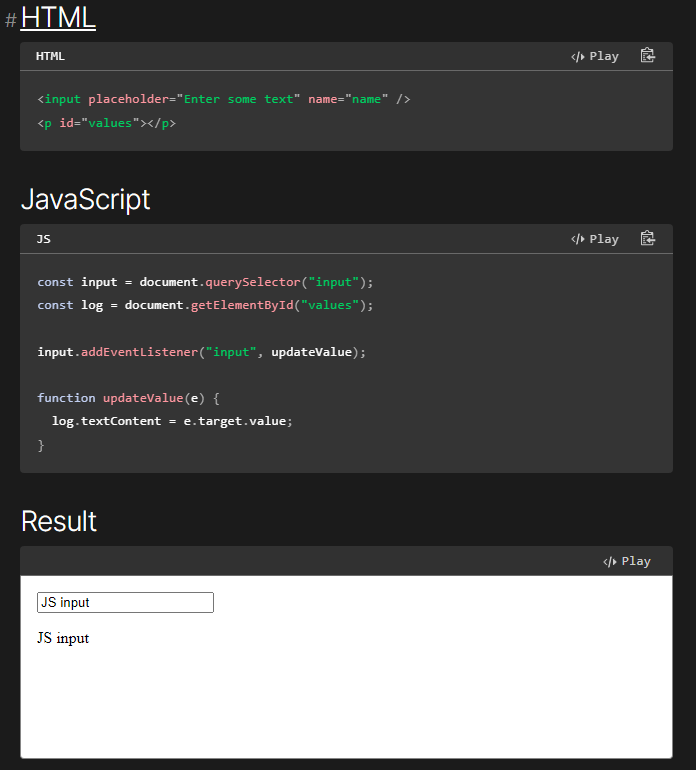 # HTML
HTML
Play
<input placeholder="Enter some text" name="name" />
<p id="values"></p>
JavaScript
JS
Play
const input = document.querySelector("input");
const log = document.getElementById("values");
input.addEventListener("input", updateValue);
function updateValue(e) {
  log.textContent = e.target.value;
}
Result
Play
JS input
JS input